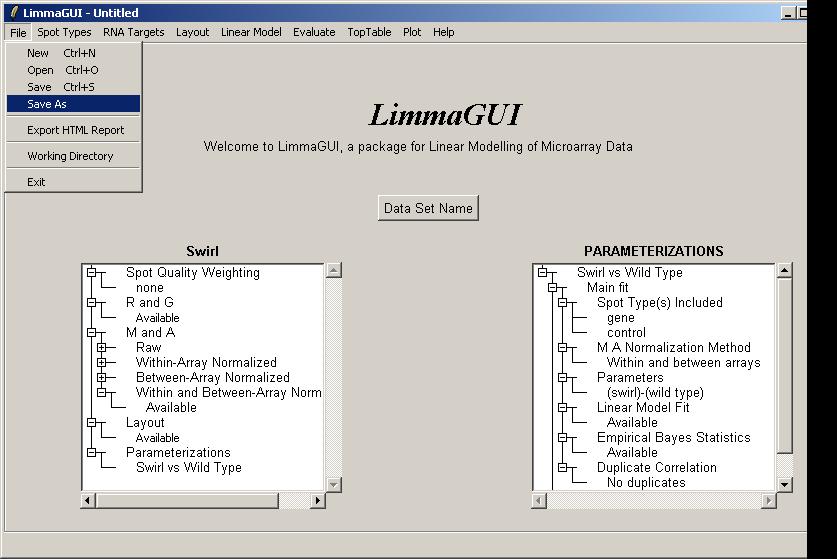 LimmaGUI - Untitled
File Spot Types RNA Targets Layout Linear Model Evaluate TopTable Plot Help
New Ctrl+N
Open Ctrl+O
Save Ctrl+S
Save As
Export HTML Report
Working Directory
Exit
LimmaGUI
Welcome to LimmaGUI, a package for Linear Modelling of Microarray Data
Data Set Name
Swirl
Spot Quality Weighting
none
R and G
Available
M and A
Raw
Within-Array Normalized
Between-Array Normalized
Within and Between-Array Norm
Available
Layout
Available
Parameterizations
Swirl vs Wild Type
PARAMETERIZATIONS
Swirl vs Wild Type
Main fit
Spot Type(s) Included
gene
control
M A Normalization Method
Within and between arrays
Parameters
(swirl)-(wild type)
Linear Model Fit
Available
Empirical Bayes Statistics
Available
Duplicate Correlation
No duplicates